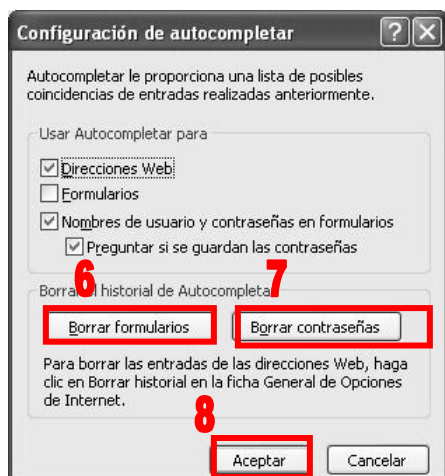 Configuración de autocompletar
Autocompletar le proporciona una lista de posibles
coincidencias de entradas realizadas anteriormente.
Usar Autocompletar para
Direcciones Web
Formularios
Nombres de usuario y contraseñas en formularios
Preguntar si se guardan las contraseñas
6 7
Borrar el historial de Autocompletar
Borrar formularios Borrar contraseñas
Para borrar las entradas de las direcciones Web, haga
clic en Borrar historial en la ficha General de Opciones
de Internet.
8
Aceptar Cancelar